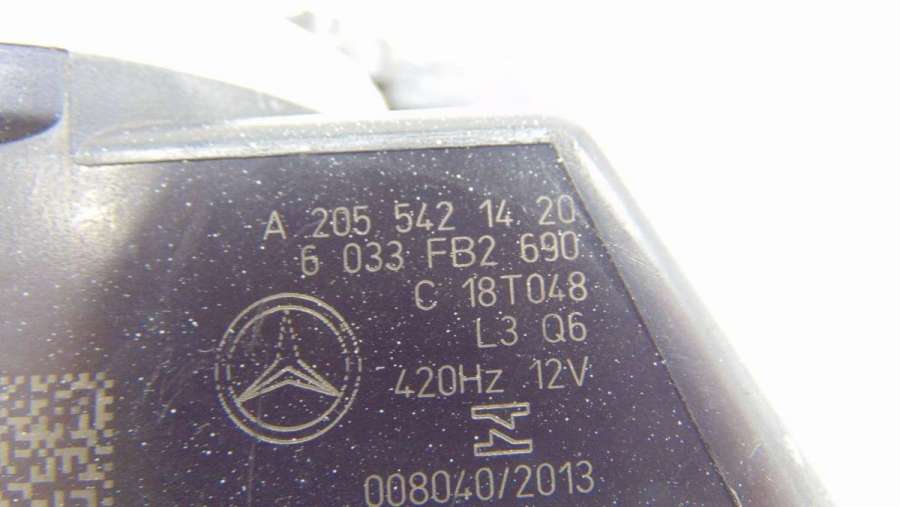 A 205 542 14 20
6 033 FB2 690
C 18T048
L3 Q6
420Hz 12V
008040/2013